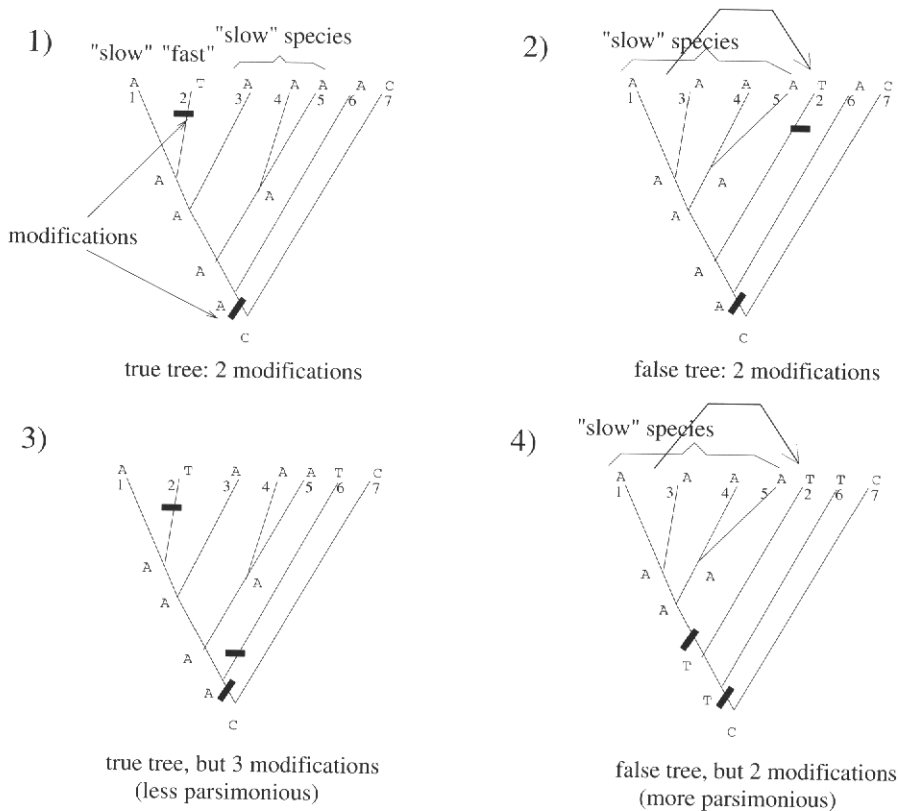 1)
"slow" "fast"
"slow" species
A T A A A A C
1 2 3 4 5 6 7
A
A
A
modifications
A
A
C
true tree: 2 modifications
2)
"slow" species
A A A A T A C
1 3 4 5 2 6 7
A
A
A
A
A
C
false tree: 2 modifications
3)
A T A A A T C
1 2 3 4 5 6 7
A
A
A
A
A
C
true tree, but 3 modifications
(less parsimonious)
4)
"slow" species
A A A A T T C
1 3 4 5 2 6 7
A
A
A
T
T
C
false tree, but 2 modifications
(more parsimonious)